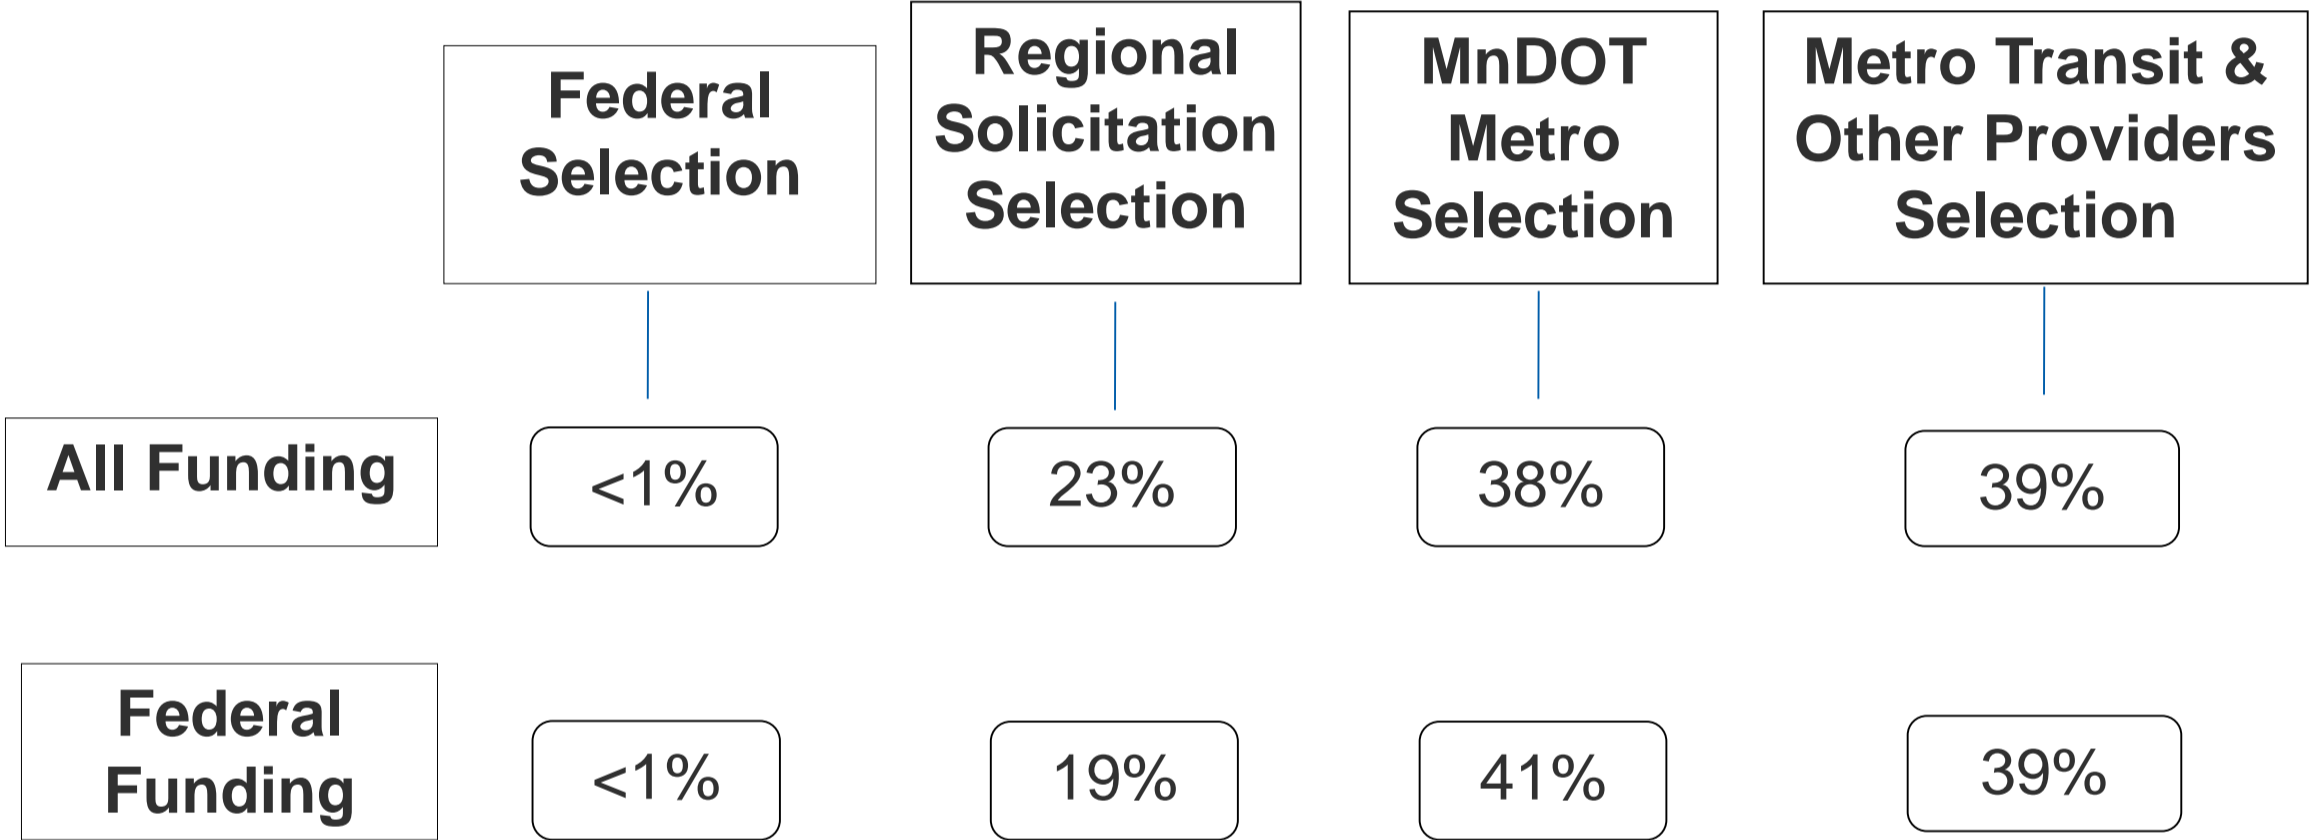 Federal
Selection
Regional
Solicitation
Selection
MnDOT
Metro
Selection
Metro Transit &
Other Providers
Selection
All Funding
<1%
23%
38%
39%
Federal
Funding
<1%
19%
41%
39%